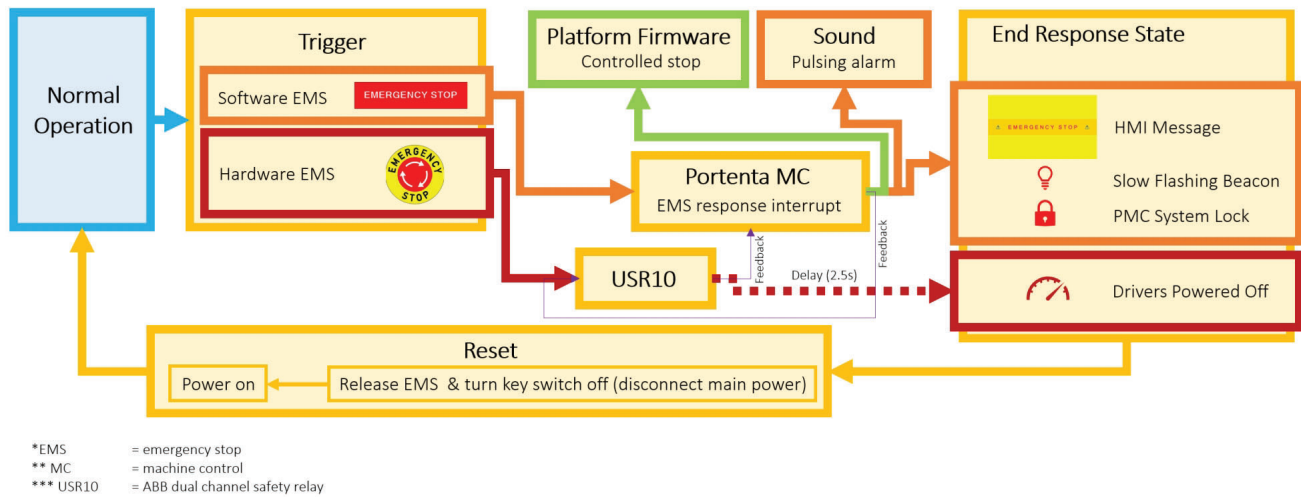 Normal
Operation
Trigger
Software EMS
EMERGENCY STOP
Hardware EMS
EMERGENCY
STOP
Platform Firmware
Controlled stop
Sound
Pulsing alarm
Portenta MC
EMS response interrupt
USR10
Feedback
Feedback
Delay (2.5s)
End Response State
EMERGENCY STOP
HMI Message
Slow Flashing Beacon
PMC System Lock
Drivers Powered Off
Reset
Power on
Release EMS & turn key switch off (disconnect main power)
*EMS = emergency stop
** MC = machine control
*** USR10 = ABB dual channel safety relay